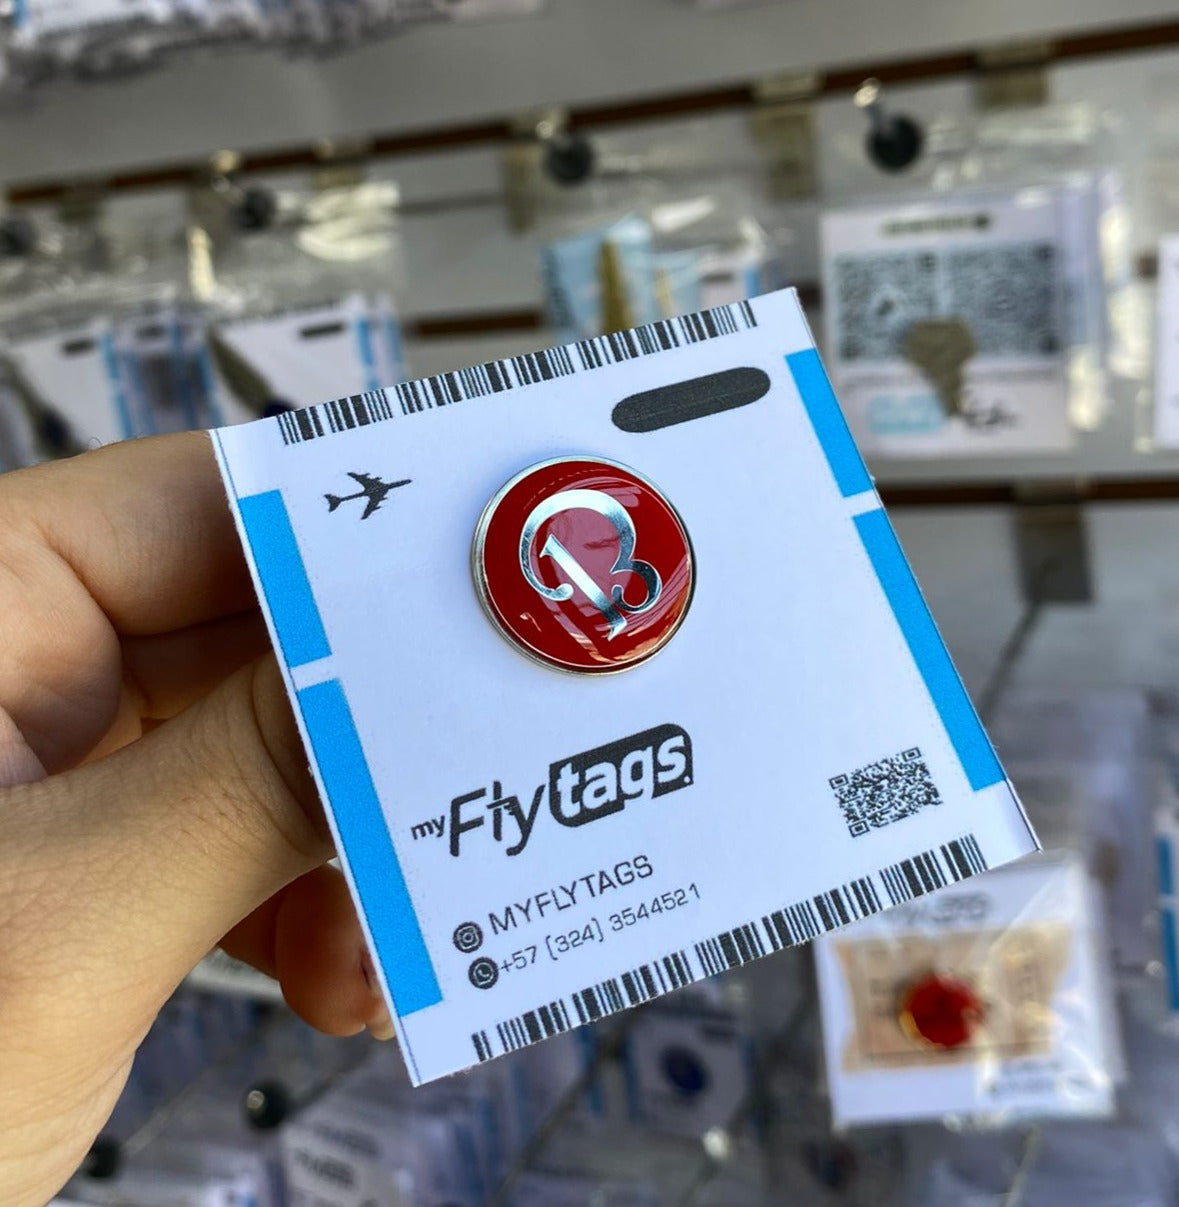 B
myFlytags.
MYFLYTAGS
+57 (324) 3544521